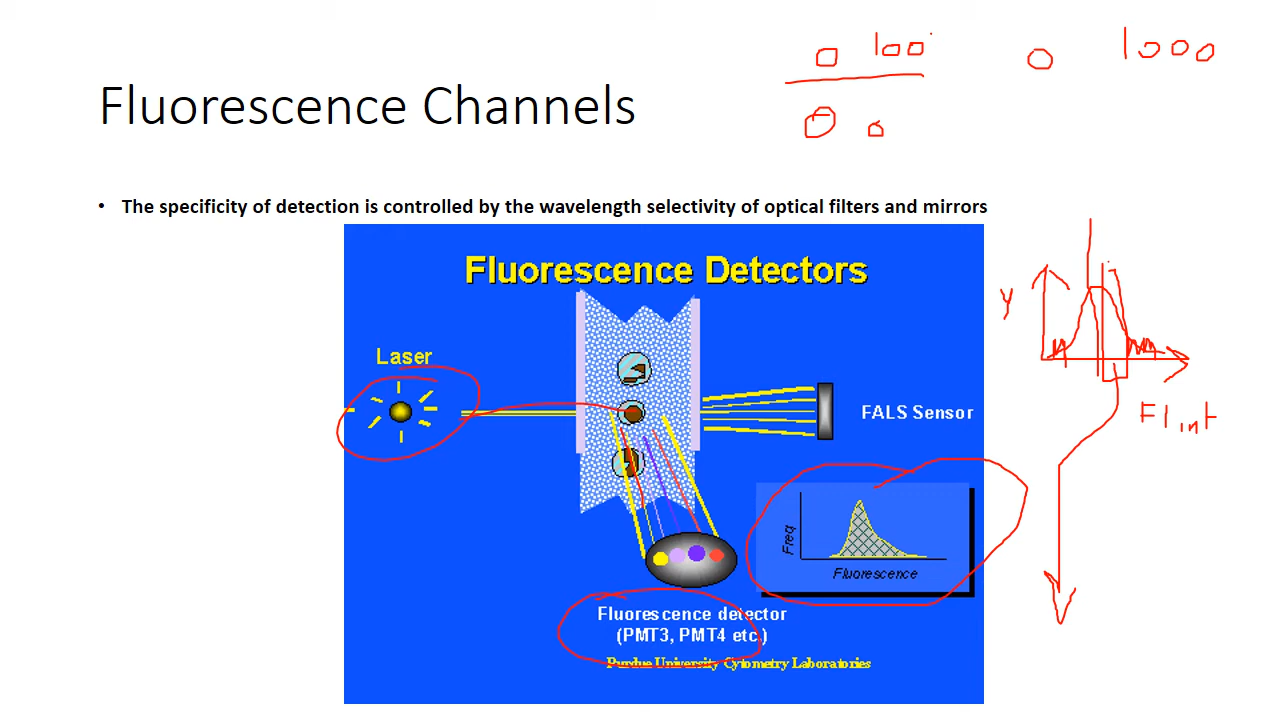 0 100 0 1000
0 0
Fluorescence Channels
• The specificity of detection is controlled by the wavelength selectivity of optical filters and mirrors
Fluorescence Detectors
Laser
FALS Sensor
Freq
Fluorescence
Fluorescence detector
(PMT3, PMT4 etc.)
Purdue University Cytometry Laboratories
Y
Fl int